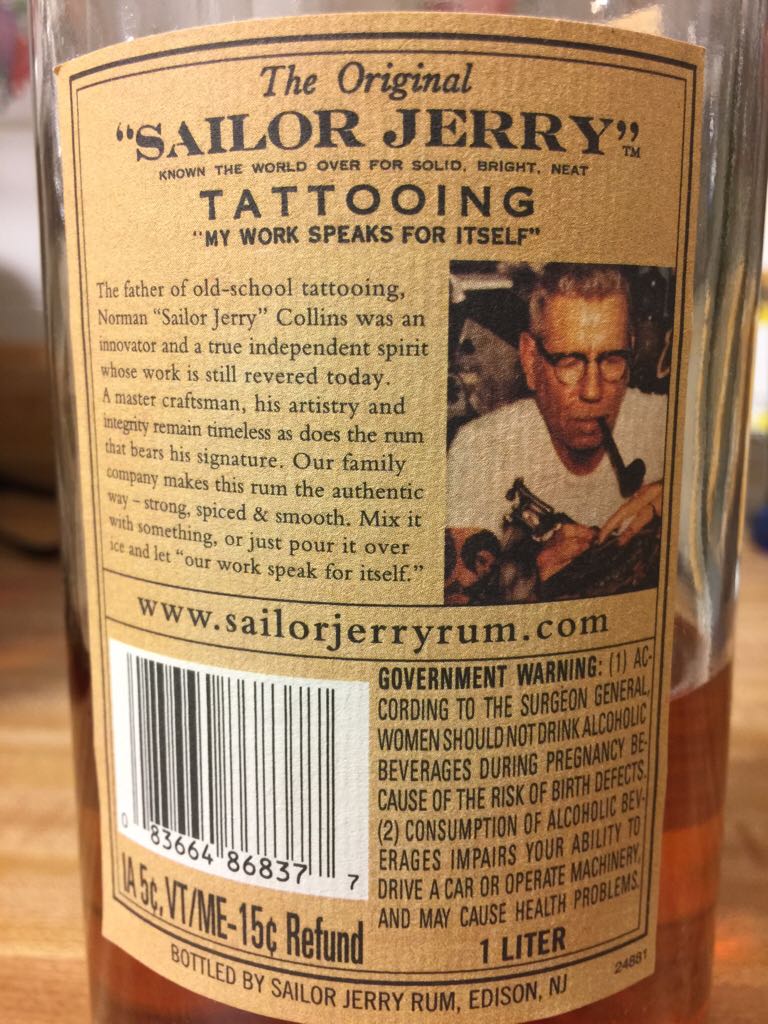 The Original
“SAILOR JERRY”™
KNOWN THE WORLD OVER FOR SOLID, BRIGHT, NEAT
TATTOOING
“MY WORK SPEAKS FOR ITSELF”
The father of old-school tattooing,
Norman “Sailor Jerry” Collins was an
innovator and a true independent spirit
whose work is still revered today.
A master craftsman, his artistry and
integrity remain timeless as does the rum
that bears his signature. Our family
company makes this rum the authentic
way – strong, spiced & smooth. Mix it
with something, or just pour it over
ice and let “our work speak for itself.”
www.sailorjerryrum.com
GOVERNMENT WARNING: (1) AC-
CORDING TO THE SURGEON GENERAL,
WOMEN SHOULD NOT DRINK ALCOHOLIC
BEVERAGES DURING PREGNANCY BE-
CAUSE OF THE RISK OF BIRTH DEFECTS.
(2) CONSUMPTION OF ALCOHOLIC BEV-
ERAGES IMPAIRS YOUR ABILITY TO
DRIVE A CAR OR OPERATE MACHINERY,
AND MAY CAUSE HEALTH PROBLEMS.
0 83664 86837 7
IA 5¢, VT/ME-15¢ Refund
1 LITER
BOTTLED BY SAILOR JERRY RUM, EDISON, NJ
24881